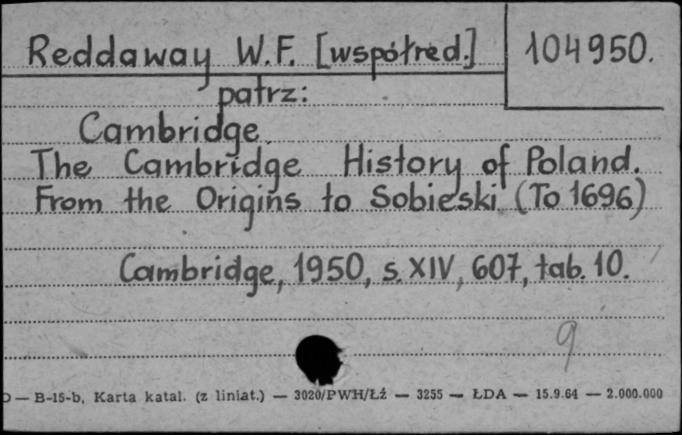 Reddaway W.F. [współred.]
104950.
patrz:
Cambridge.
The Cambridge History of Poland.
From the Origins to Sobieski (To 1696)
Cambridge, 1950, s. XIV, 607, tab. 10.
9
— B-15-b, Karta katal. (z liniat.) — 3020/PWH/Łź — 3255 — ŁDA — 15.9.64 — 2.000.000